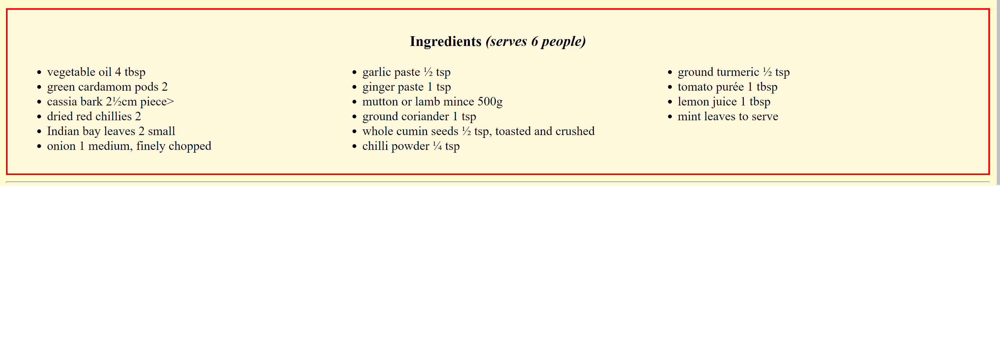 Ingredients (serves 6 people)
• vegetable oil 4 tbsp
• green cardamom pods 2
• cassia bark 2½cm piece>
• dried red chillies 2
• Indian bay leaves 2 small
• onion 1 medium, finely chopped
• garlic paste ½ tsp
• ginger paste 1 tsp
• mutton or lamb mince 500g
• ground coriander 1 tsp
• whole cumin seeds ½ tsp, toasted and crushed
• chilli powder ¼ tsp
• ground turmeric ½ tsp
• tomato purée 1 tbsp
• lemon juice 1 tbsp
• mint leaves to serve